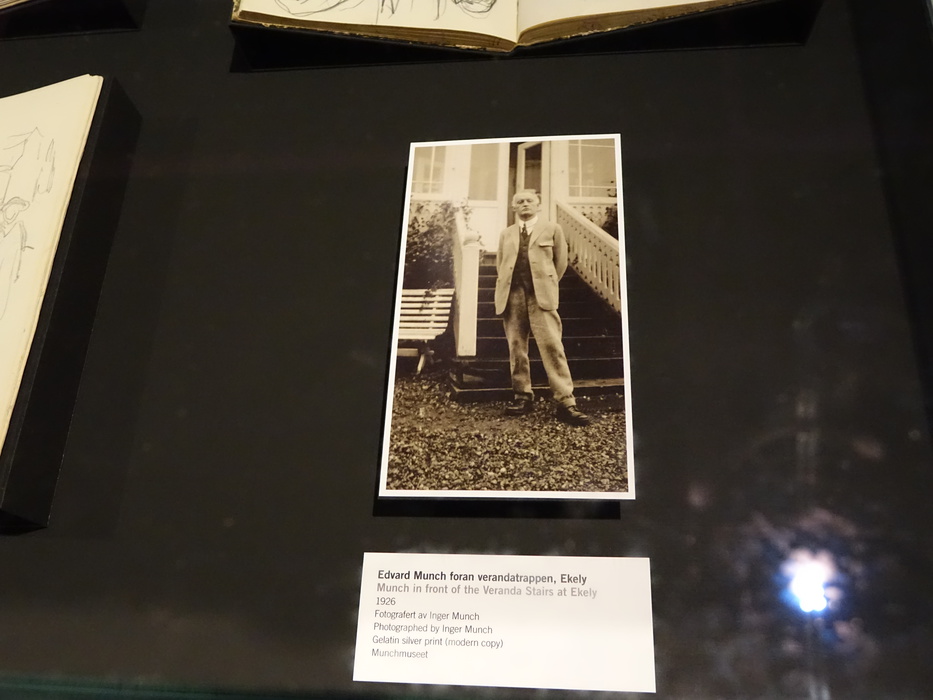 Edvard Munch foran verandatrappen, Ekely
Munch in front of the Veranda Stairs at Ekely
1926
Fotografert av Inger Munch
Photographed by Inger Munch
Gelatin silver print (modern copy)
Munchmuseet